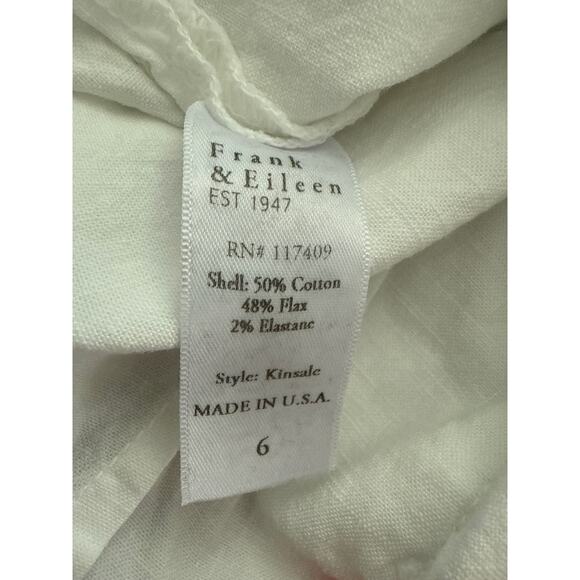 Frank
& Eileen
EST 1947
RN# 117409
Shell: 50% Cotton
48% Flax
2% Elastane
Style: Kinsale
MADE IN U.S.A.
6